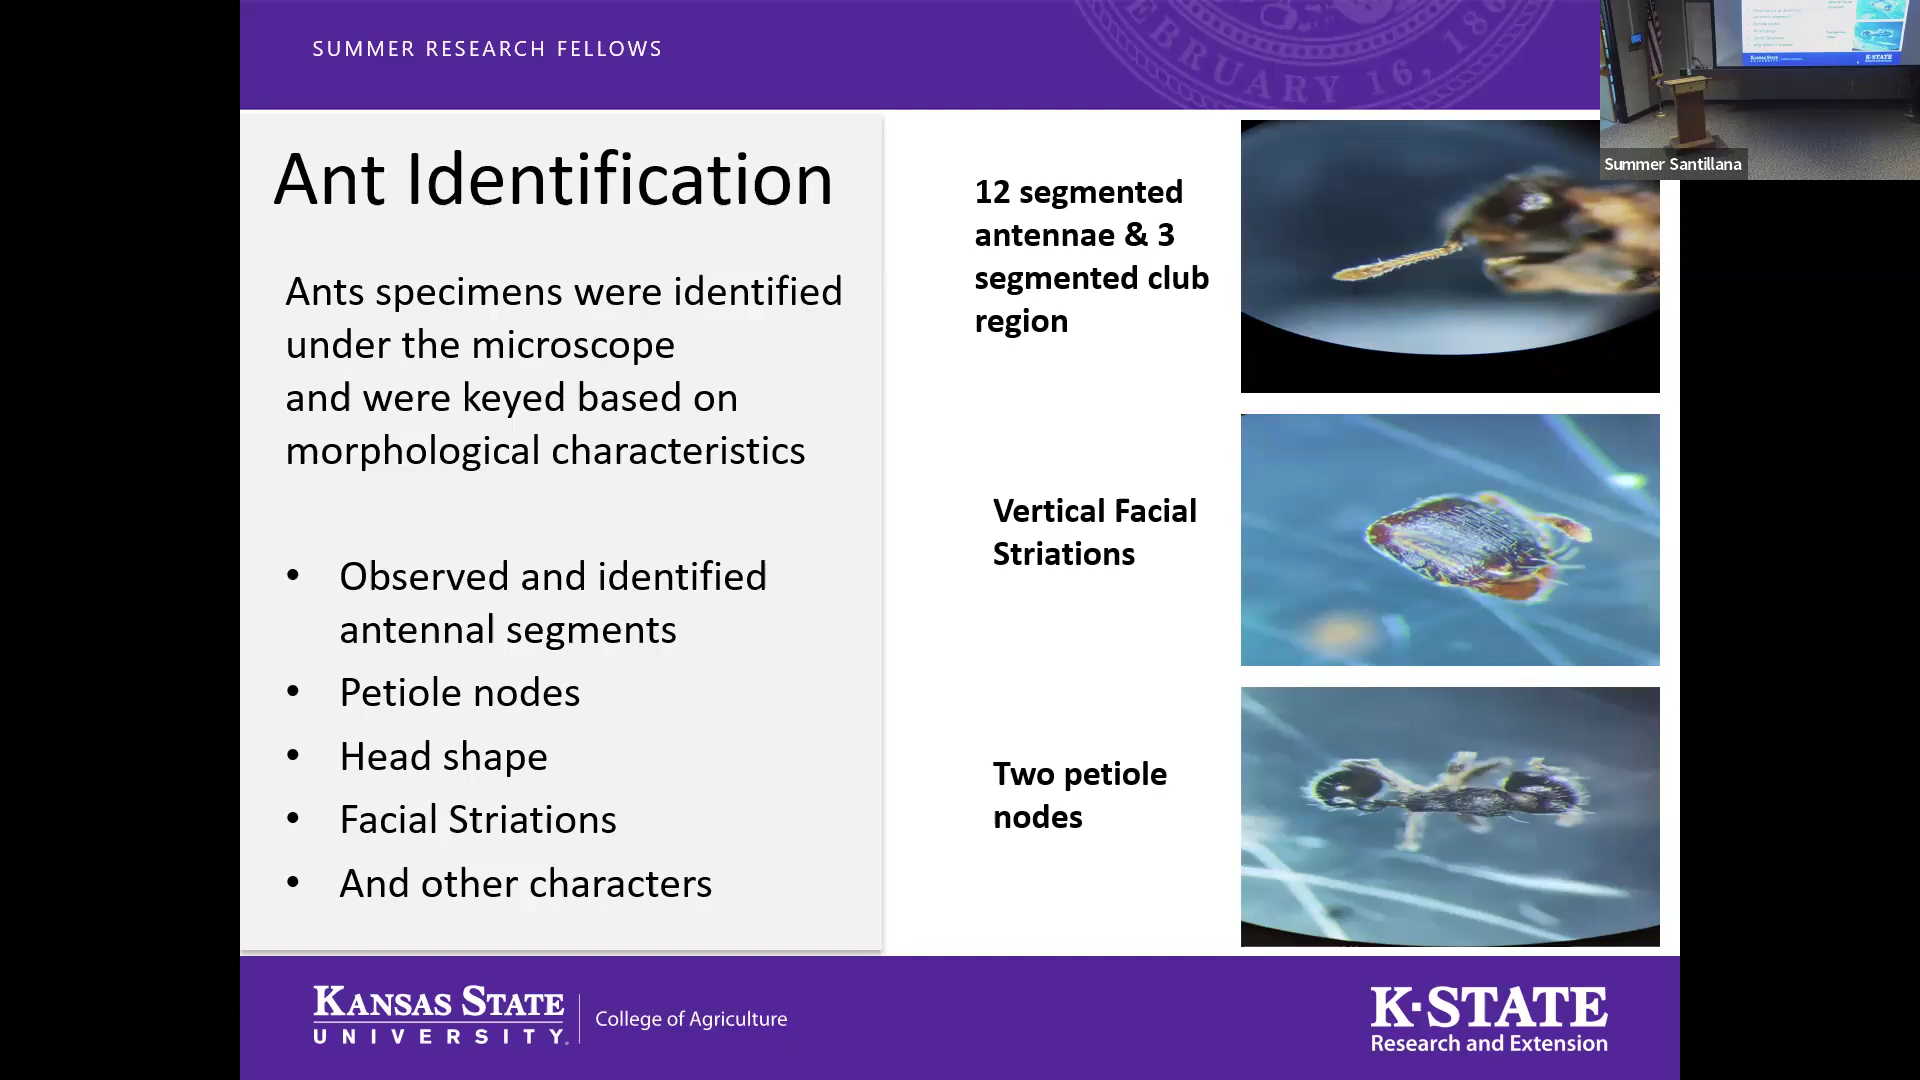 SUMMER RESEARCH FELLOWS
RUARY 16, 186
Summer Santillana
Ant Identification
Ants specimens were identified
under the microscope
and were keyed based on
morphological characteristics
• Observed and identified
antennal segments
• Petiole nodes
• Head shape
• Facial Striations
• And other characters
12 segmented
antennae & 3
segmented club
region
Vertical Facial
Striations
Two petiole
nodes
KANSAS STATE
UNIVERSITY
College of Agriculture
K·STATE
Research and Extension